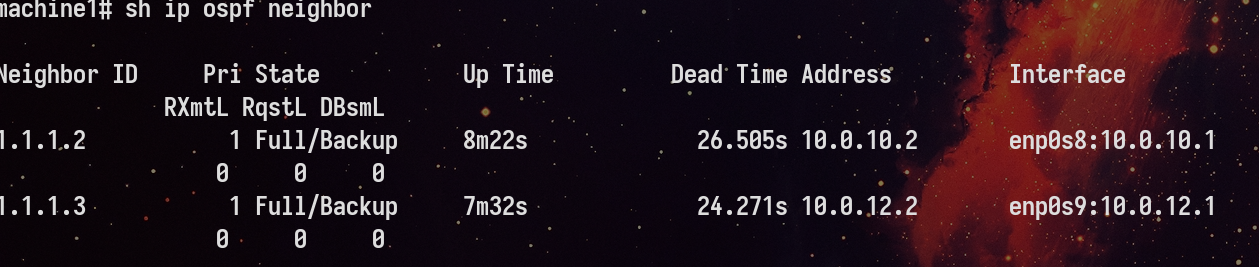 machine1# sh ip ospf neighbor
Neighbor ID     Pri State           Up Time         Dead Time Address         Interface
RXmtL RqstL DBsmL
1.1.1.2           1 Full/Backup     8m22s             26.505s 10.0.10.2       enp0s8:10.0.10.1
0     0     0
1.1.1.3           1 Full/Backup     7m32s             24.271s 10.0.12.2       enp0s9:10.0.12.1
0     0     0